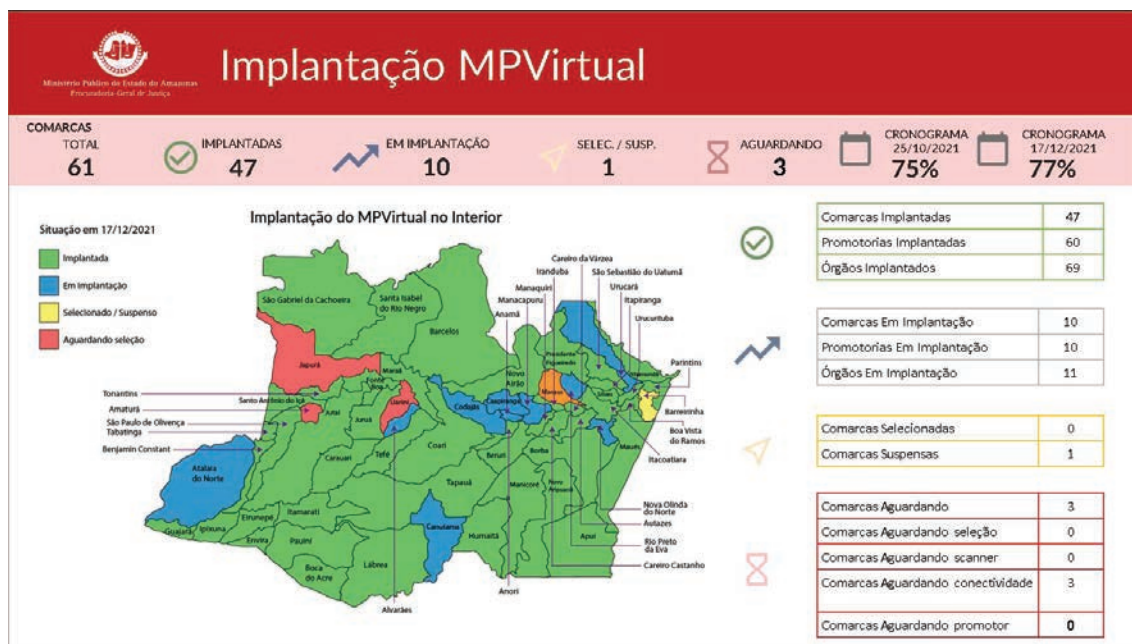 Implantação MPVirtual
Ministério Público do Estado do Amazonas
Procuradoria-Geral de Justiça
COMARCAS
TOTAL
61
IMPLANTADAS
47
EM IMPLANTAÇÃO
10
SELEC. / SUSP.
1
AGUARDANDO
3
CRONOGRAMA
25/10/2021
75%
CRONOGRAMA
17/12/2021
77%
Implantação do MPVirtual no Interior
Situação em 17/12/2021
Implantada
Em Implantação
Selecionado / Suspenso
Aguardando seleção
Careiro da Várzea
Iranduba
São Sebastião do Uatumã
Manaquiri
Urucará
Manacapuru
Itapiranga
Anamã
Urucurituba
São Gabriel da Cachoeira
Santa Isabel
do Rio Negro
Barcelos
Japurá
Maraã
Fonte
Boa
Novo
Airão
Presidente
Figueiredo
Manaus
Silves
Parintins
Tonantins
Santo Antônio do Içá
Amaturá
Jutaí
Uarini
Codajás
Caapiranga
Barreirinha
São Paulo de Olivença
Tabatinga
Juruá
Boa Vista
do Ramos
Benjamin Constant
Coari
Maués
Itacoatiara
Atalaia
do Norte
Carauari
Tefé
Beruri
Borba
Tapauá
Manicoré
Novo
Aripuanã
Nova Olinda
do Norte
Itamarati
Eirunepé
Guajará
Ipixuna
Envira
Pauini
Canutama
Humaitá
Apuí
Autazes
Rio Preto
da Eva
Boca
do Acre
Lábrea
Careiro Castanho
Anori
Alvarães
Comarcas Implantadas 47
Promotorias Implantadas 60
Órgãos Implantados 69
Comarcas Em Implantação 10
Promotorias Em Implantação 10
Órgãos Em Implantação 11
Comarcas Selecionadas 0
Comarcas Suspensas 1
Comarcas Aguardando 3
Comarcas Aguardando seleção 0
Comarcas Aguardando scanner 0
Comarcas Aguardando conectividade 3
Comarcas Aguardando promotor 0